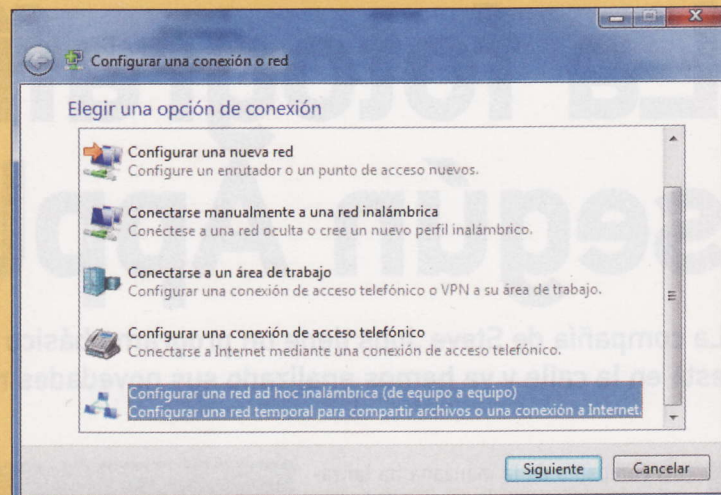 Configurar una conexión o red
Elegir una opción de conexión
Configurar una nueva red
Configure un enrutador o un punto de acceso nuevos.
Conectarse manualmente a una red inalámbrica
Conéctese a una red oculta o cree un nuevo perfil inalámbrico.
Conectarse a un área de trabajo
Configurar una conexión de acceso telefónico o VPN a su área de trabajo.
Configurar una conexión de acceso telefónico
Conectarse a Internet mediante una conexión de acceso telefónico.
Configurar una red ad hoc inalámbrica (de equipo a equipo)
Configurar una red temporal para compartir archivos o una conexión a Internet.
Siguiente
Cancelar